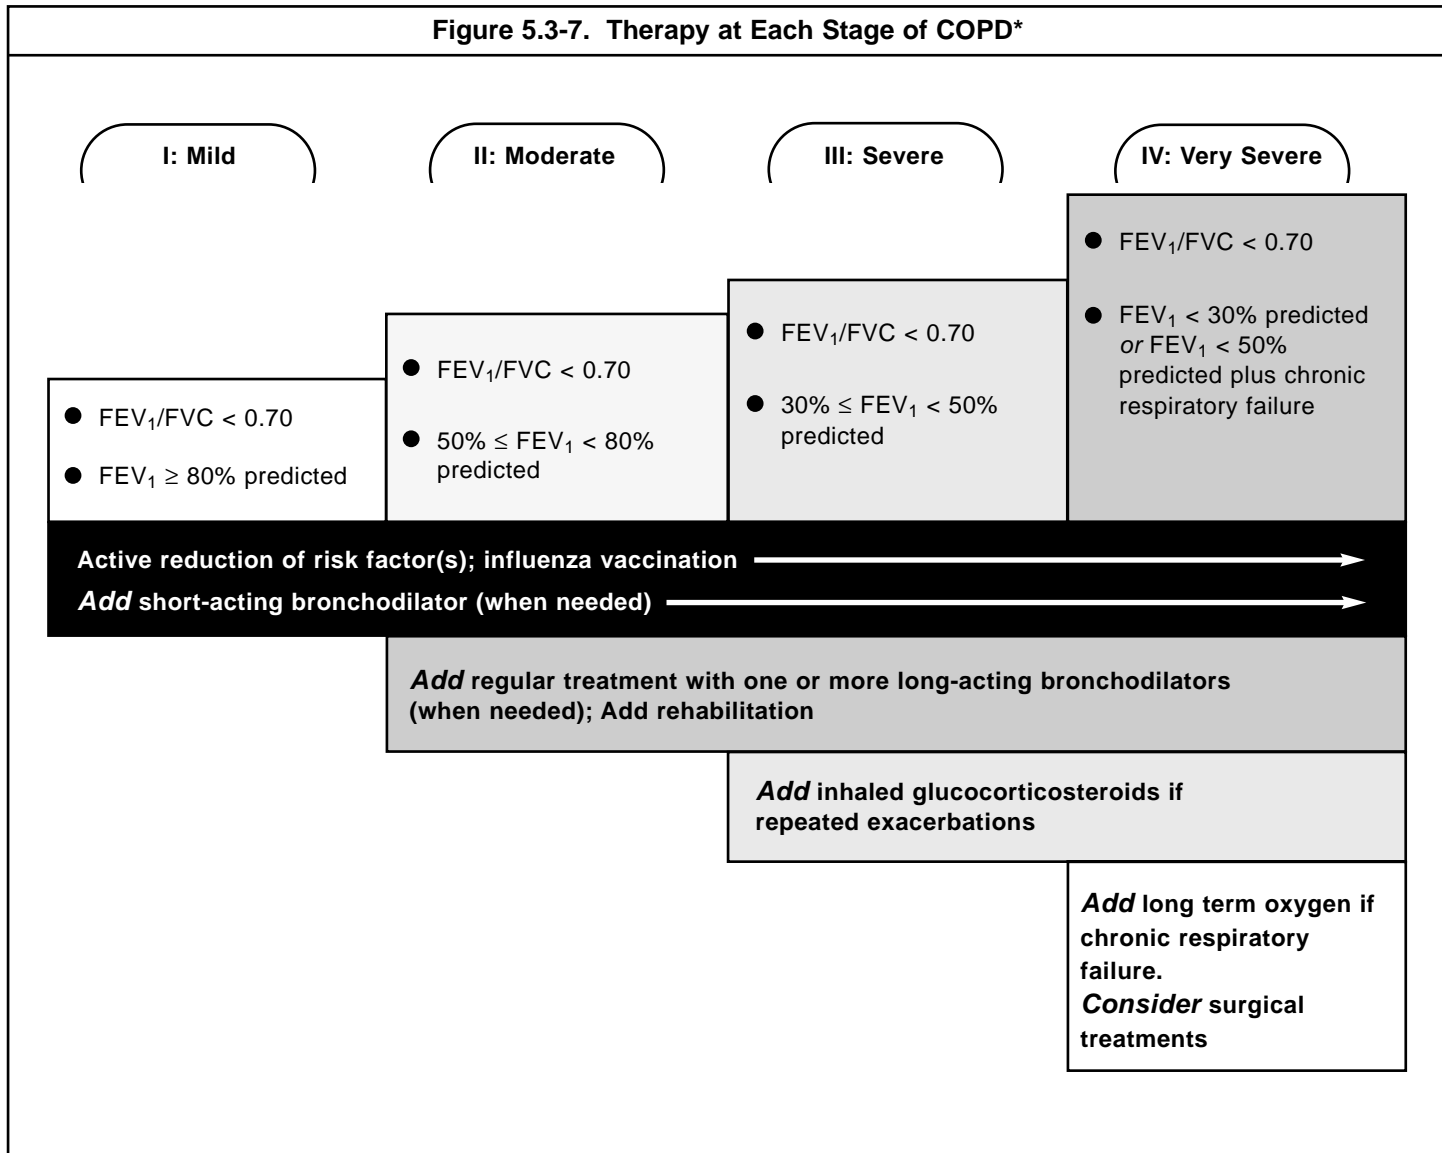 Figure 5.3-7. Therapy at Each Stage of COPD*
I: Mild
II: Moderate
III: Severe
IV: Very Severe
● FEV₁/FVC < 0.70
● FEV₁ ≥ 80% predicted
● FEV₁/FVC < 0.70
● 50% ≤ FEV₁ < 80%
predicted
● FEV₁/FVC < 0.70
● 30% ≤ FEV₁ < 50%
predicted
● FEV₁/FVC < 0.70
● FEV₁ < 30% predicted
or FEV₁ < 50%
predicted plus chronic
respiratory failure
Active reduction of risk factor(s); influenza vaccination
Add short-acting bronchodilator (when needed)
Add regular treatment with one or more long-acting bronchodilators
(when needed); Add rehabilitation
Add inhaled glucocorticosteroids if
repeated exacerbations
Add long term oxygen if
chronic respiratory
failure.
Consider surgical
treatments